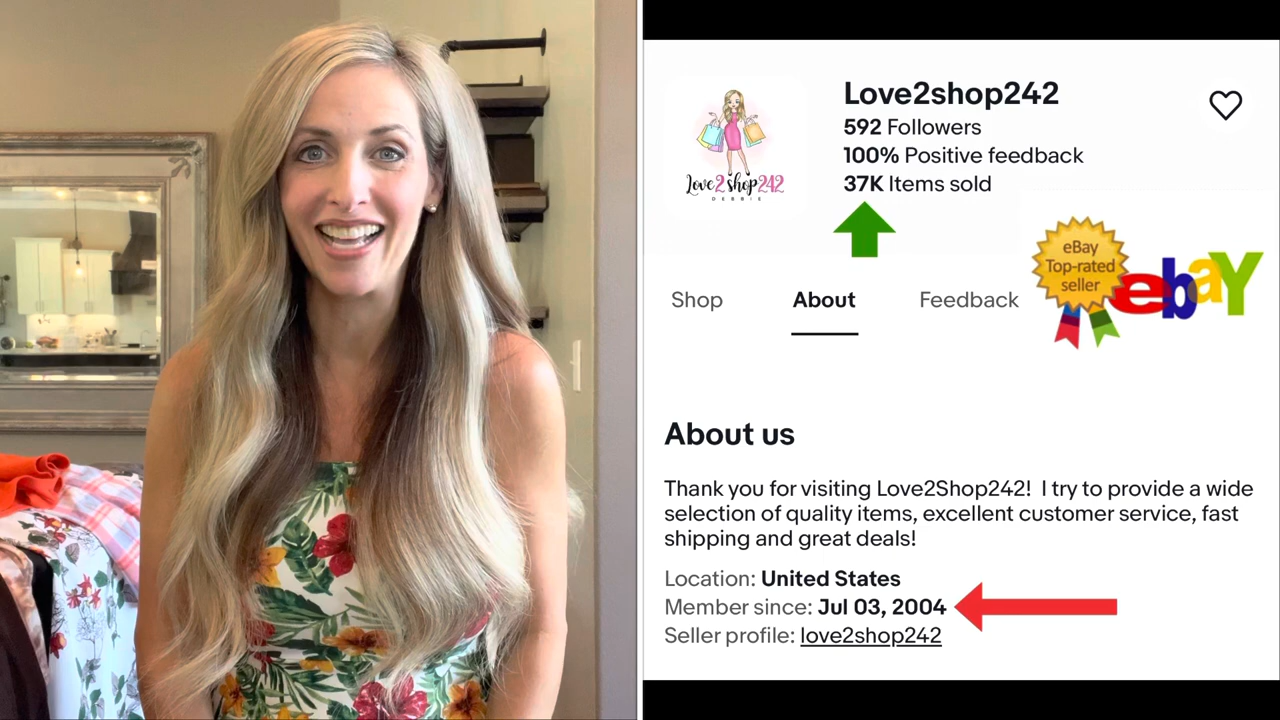 Love2shop242
592 Followers
100% Positive feedback
37K Items sold
Love2shop242
DEBBIE
eBay
Top-rated
seller
ebaY
Shop About Feedback
About us
Thank you for visiting Love2Shop242! I try to provide a wide
selection of quality items, excellent customer service, fast
shipping and great deals!
Location: United States
Member since: Jul 03, 2004
Seller profile: love2shop242